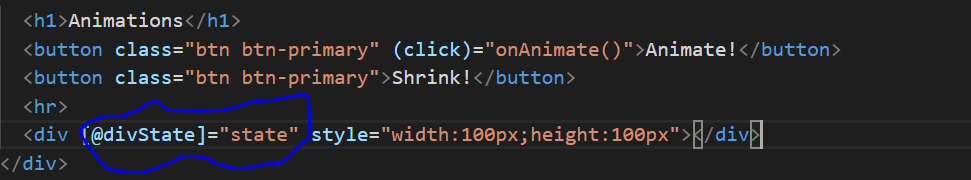 <h1>Animations</h1>
<button class="btn btn-primary" (click)="onAnimate()">Animate!</button>
<button class="btn btn-primary">Shrink!</button>
<hr>
<div [@divState]="state" style="width:100px;height:100px"></div>
</div>